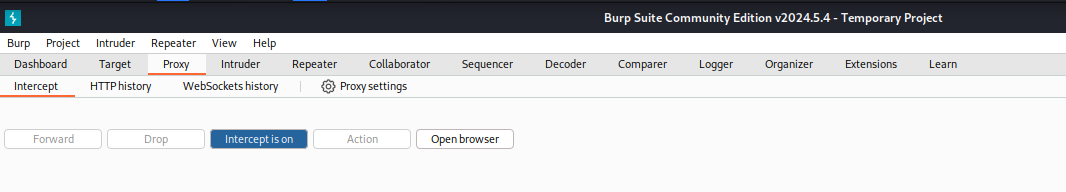 Burp Suite Community Edition v2024.5.4 - Temporary Project
Burp Project Intruder Repeater View Help
Dashboard Target Proxy Intruder Repeater Collaborator Sequencer Decoder Comparer Logger Organizer Extensions Learn
Intercept HTTP history WebSockets history Proxy settings
Forward Drop Intercept is on Action Open browser